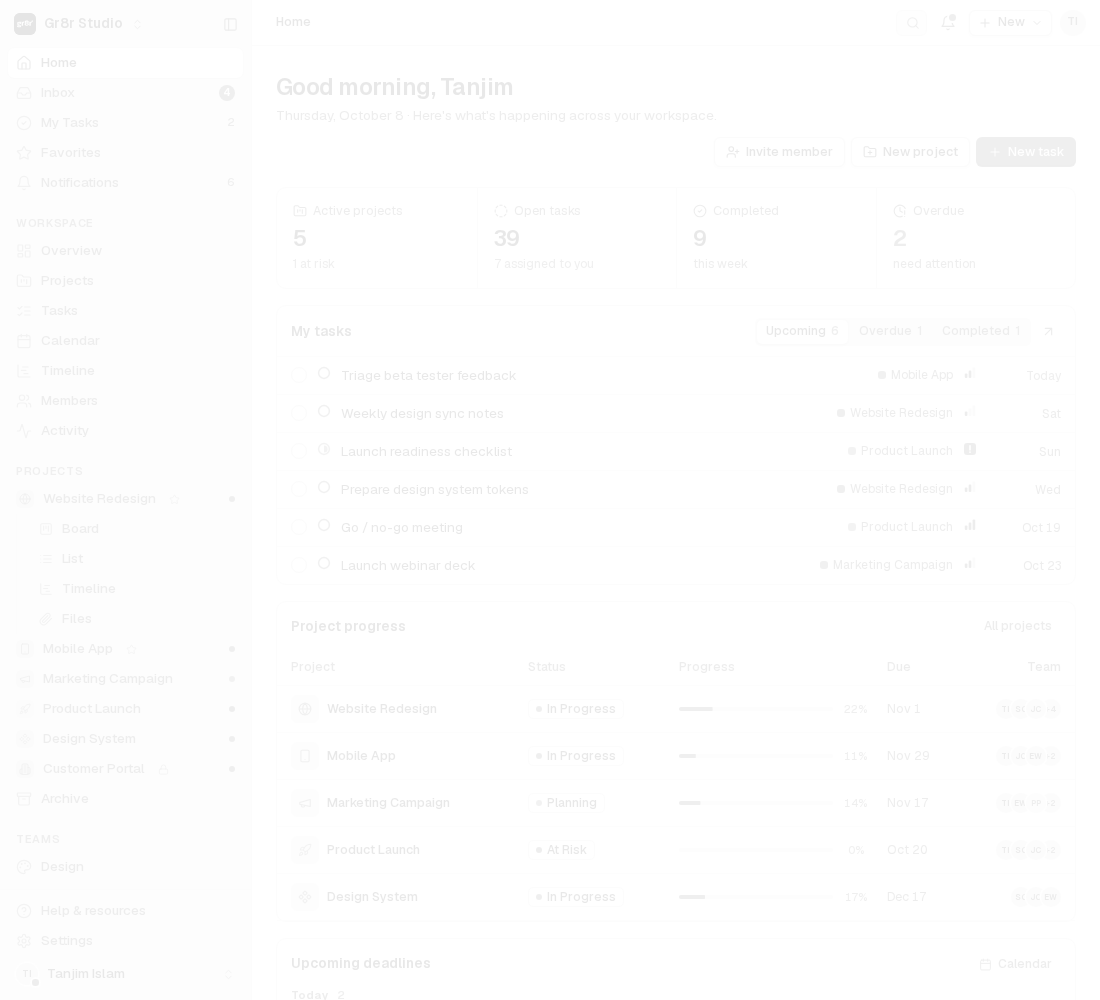 Gr8r Studio
Home
Inbox 4
My Tasks 2
Favorites
Notifications 6
WORKSPACE
Overview
Projects
Tasks
Calendar
Timeline
Members
Activity
PROJECTS
Website Redesign
Board
List
Timeline
Files
Mobile App
Marketing Campaign
Product Launch
Design System
Customer Portal
Archive
TEAMS
Design
Help & resources
Settings
TI Tanjim Islam
Home
New TI
Good morning, Tanjim
Thursday, October 8 · Here's what's happening across your workspace.
Invite member New project New task
Active projects
5
1 at risk
Open tasks
39
7 assigned to you
Completed
9
this week
Overdue
2
need attention
My tasks Upcoming 6 Overdue 1 Completed 1
Triage beta tester feedback Mobile App Today
Weekly design sync notes Website Redesign Sat
Launch readiness checklist Product Launch Sun
Prepare design system tokens Website Redesign Wed
Go / no-go meeting Product Launch Oct 19
Launch webinar deck Marketing Campaign Oct 23
Project progress All projects
Project Status Progress Due Team
Website Redesign In Progress 22% Nov 1
Mobile App In Progress 11% Nov 29
Marketing Campaign Planning 14% Nov 17
Product Launch At Risk 0% Oct 20
Design System In Progress 17% Dec 17
Upcoming deadlines Calendar
Today 2